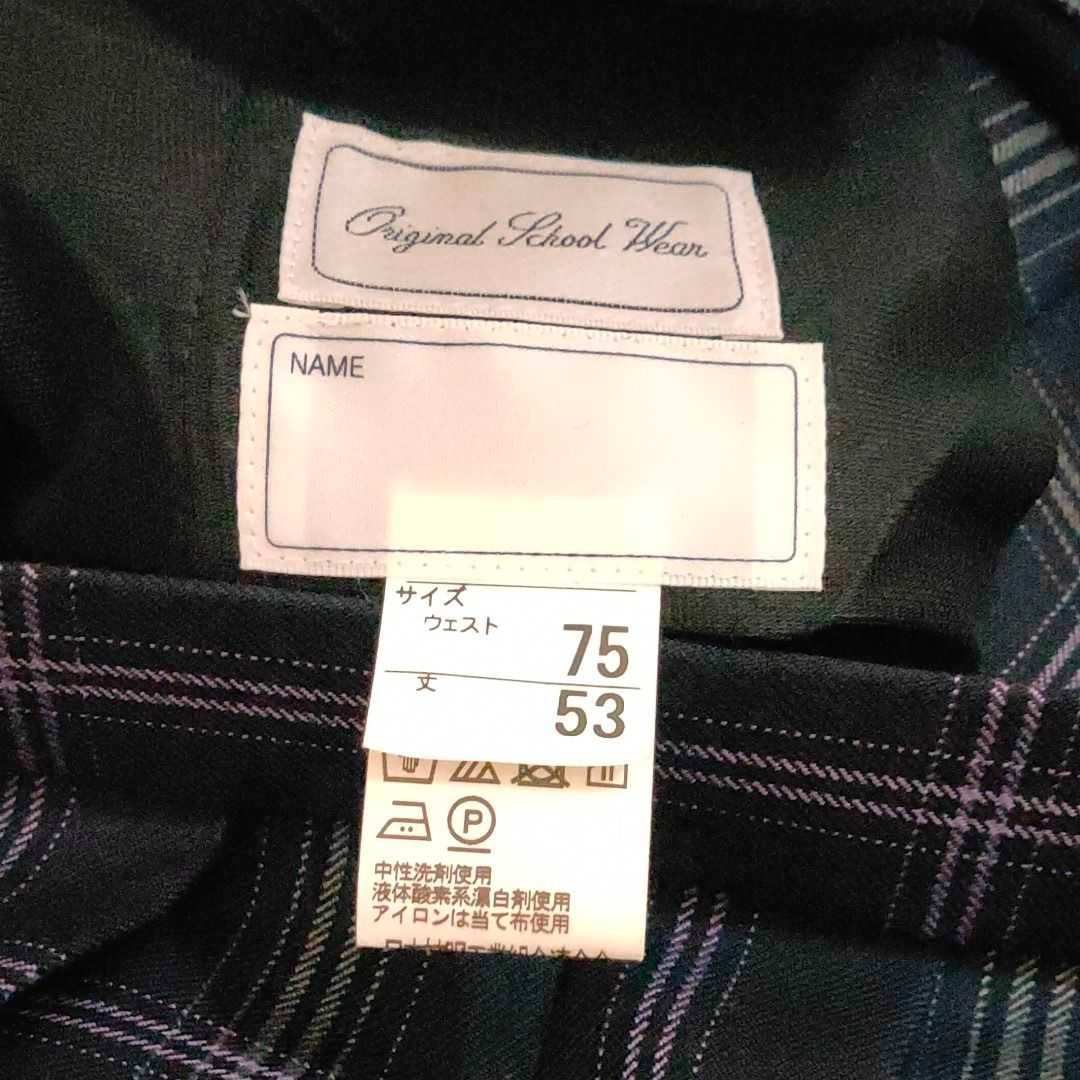 Original School Wear
NAME
サイズ
ウェスト 75
丈 53
P
中性洗剤使用
液体酸素系漂白剤使用
アイロンは当て布使用